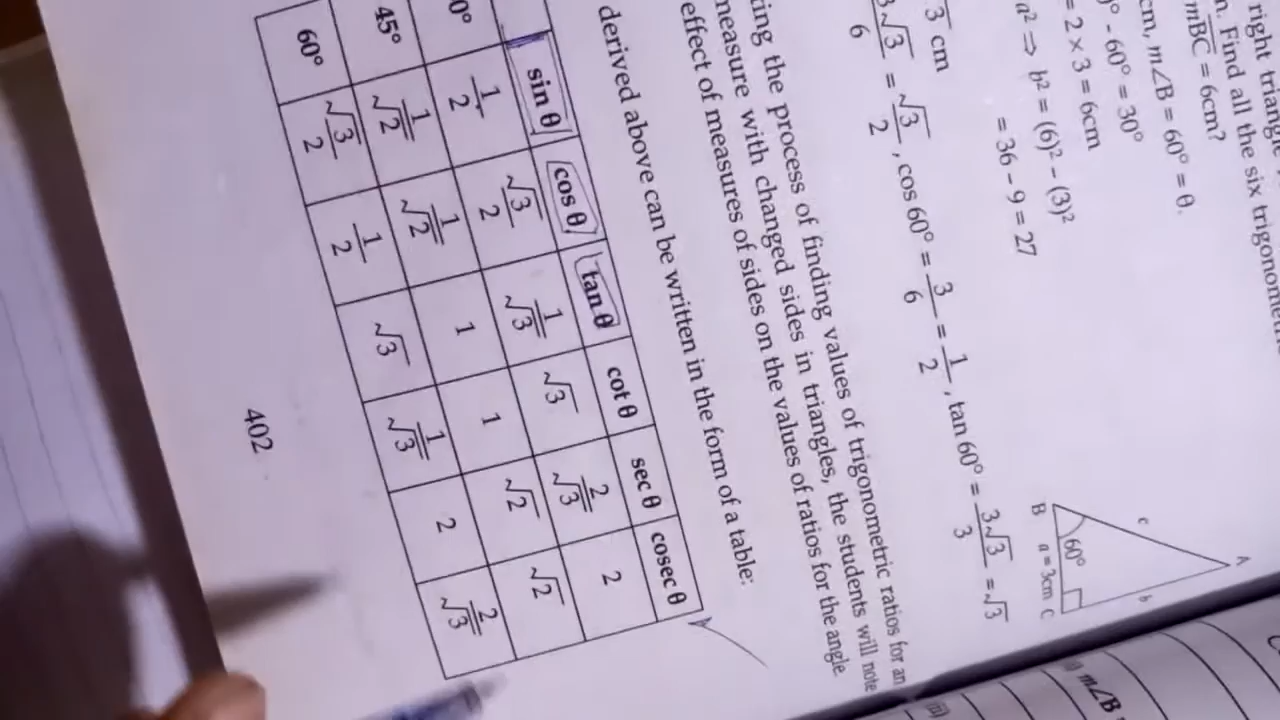 right triangle
n. Find all the six trigonomet
mBC = 6cm?
cm, m∠B = 60° = θ.
° - 60° = 30°
= 2 × 3 = 6cm
a² ⇒ b² = (6)² − (3)²
= 36 − 9 = 27
3 cm
3√3/6 = √3/2, cos 60° = 3/6 = 1/2, tan 60° = 3√3/3 = √3
A
c
b
60°
B a = 3cm C
ing the process of finding values of trigonometric ratios for an
measure with changed sides in triangles, the students will note
effect of measures of sides on the values of ratios for the angle.
derived above can be written in the form of a table:
sin θ cos θ tan θ cot θ sec θ cosec θ
0° 1/2 √3/2 1/√3 √3 2/√3 2
45° 1/√2 1/√2 1 1 √2 √2
60° √3/2 1/2 √3 1/√3 2 2/√3
402
m∠B
(ii)